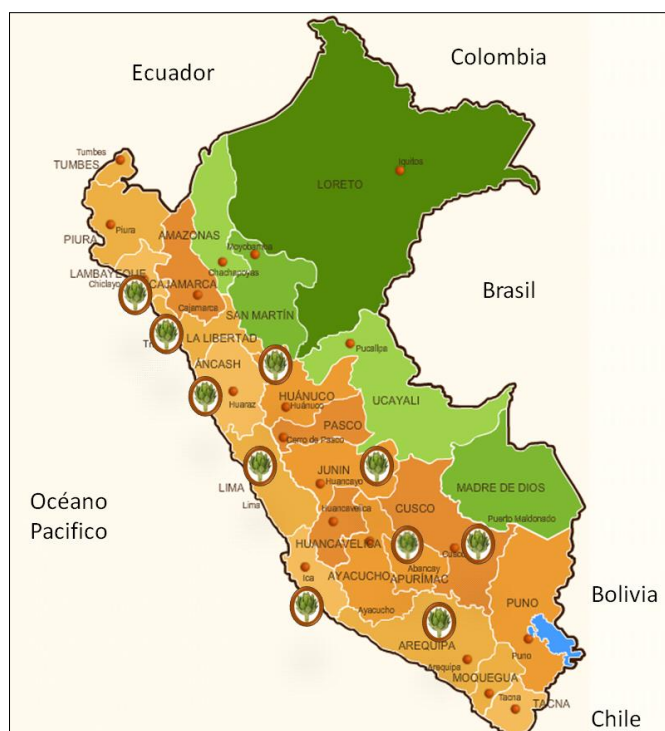 Ecuador
Colombia
Tumbes
TUMBES
Iquitos
LORETO
Piura
PIURA
AMAZONAS
Moyobamba
Chachapoyas
LAMBAYEQUE
Chiclayo
CAJAMARCA
Cajamarca
Brasil
SAN MARTÍN
LA LIBERTAD
Pucallpa
ÁNCASH
Huaraz
HUÁNUCO
Huánuco
UCAYALI
PASCO
Cerro de Pasco
JUNIN
Huancayo
LIMA
Lima
MADRE DE DIOS
Océano
Pacifico
CUSCO
Huancavelica
Puerto Maldonado
HUANCAVELICA
Cusco
Ica
Abancay
AYACUCHO
APURÍMAC
Ayacucho
PUNO
Bolivia
AREQUIPA
Puno
Arequipa
MOQUEGUA
Tacna
TACNA
Chile